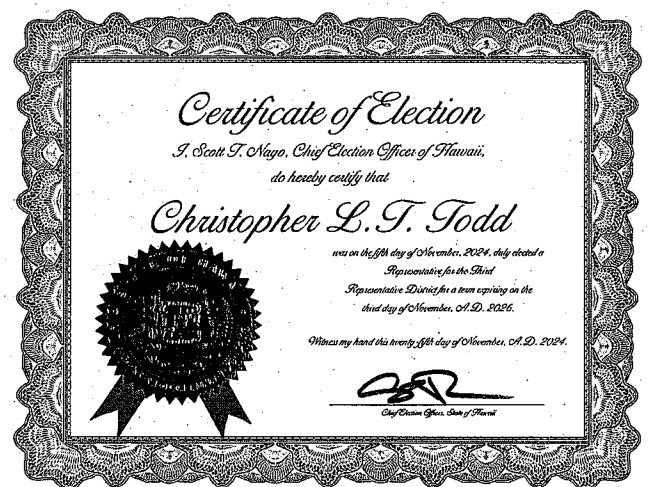 Certificate of Election
I, Scott T. Nago, Chief Election Officer of Hawaii,
do hereby certify that
Christopher L.T. Todd
was on the fifth day of November, 2024, duly elected a
Representative for the Third
Representative District for a term expiring on the
third day of November, A.D. 2026.
Witness my hand this twenty-fifth day of November, A.D. 2024.
Chief Election Officer, State of Hawaii